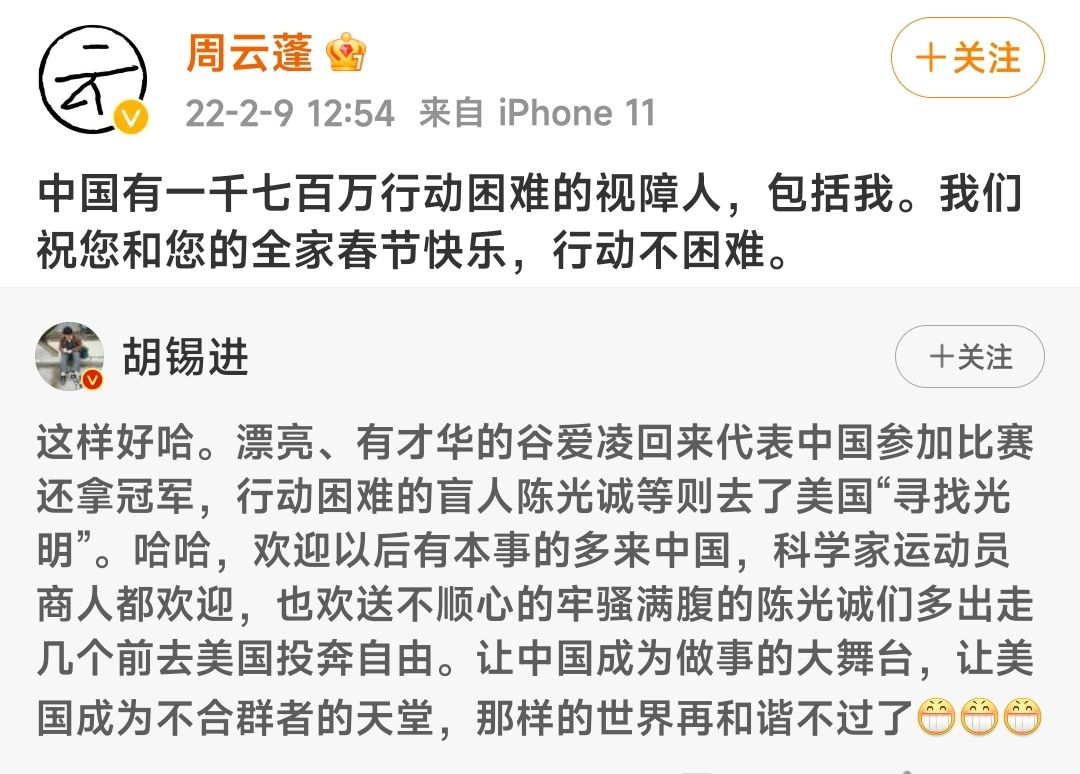 云
周云蓬
+关注
22-2-9 12:54 来自 iPhone 11
中国有一千七百万行动困难的视障人，包括我。我们
祝您和您的全家春节快乐，行动不困难。
胡锡进
+关注
这样好哈。漂亮、有才华的谷爱凌回来代表中国参加比赛
还拿冠军，行动困难的盲人陈光诚等则去了美国“寻找光
明”。哈哈，欢迎以后有本事的多来中国，科学家运动员
商人都欢迎，也欢送不顺心的牢骚满腹的陈光诚们多出走
几个前去美国投奔自由。让中国成为做事的大舞台，让美
国成为不合群者的天堂，那样的世界再和谐不过了😁😁😁